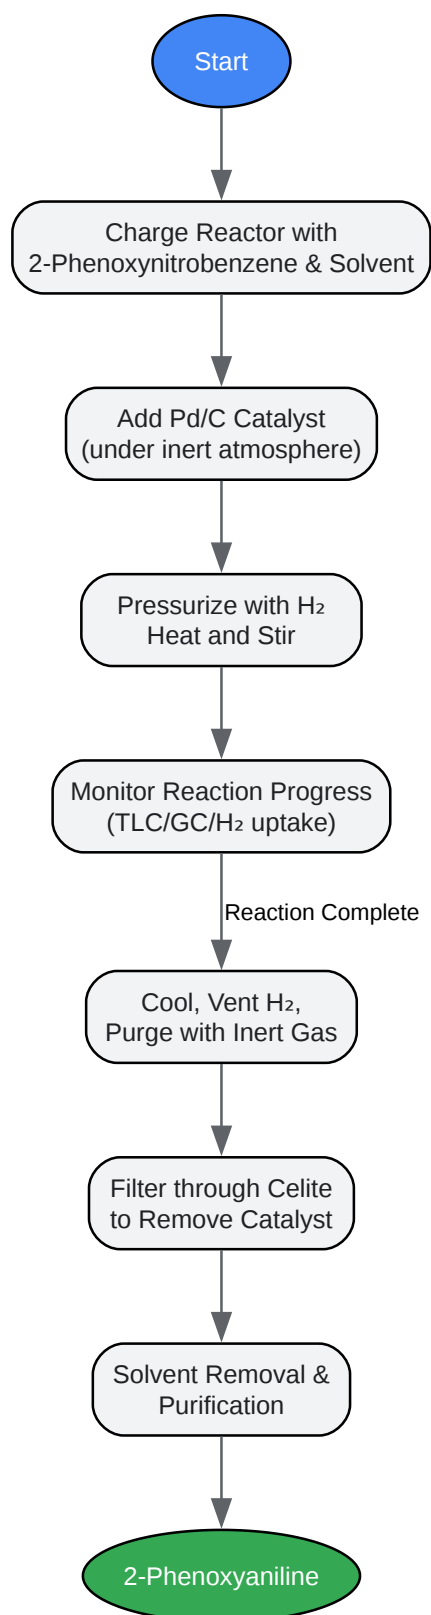 Start
Charge Reactor with
2-Phenoxynitrobenzene & Solvent
Add Pd/C Catalyst
(under inert atmosphere)
Pressurize with H₂
Heat and Stir
Monitor Reaction Progress
(TLC/GC/H₂ uptake)
Reaction Complete
Cool, Vent H₂,
Purge with Inert Gas
Filter through Celite
to Remove Catalyst
Solvent Removal &
Purification
2-Phenoxyaniline